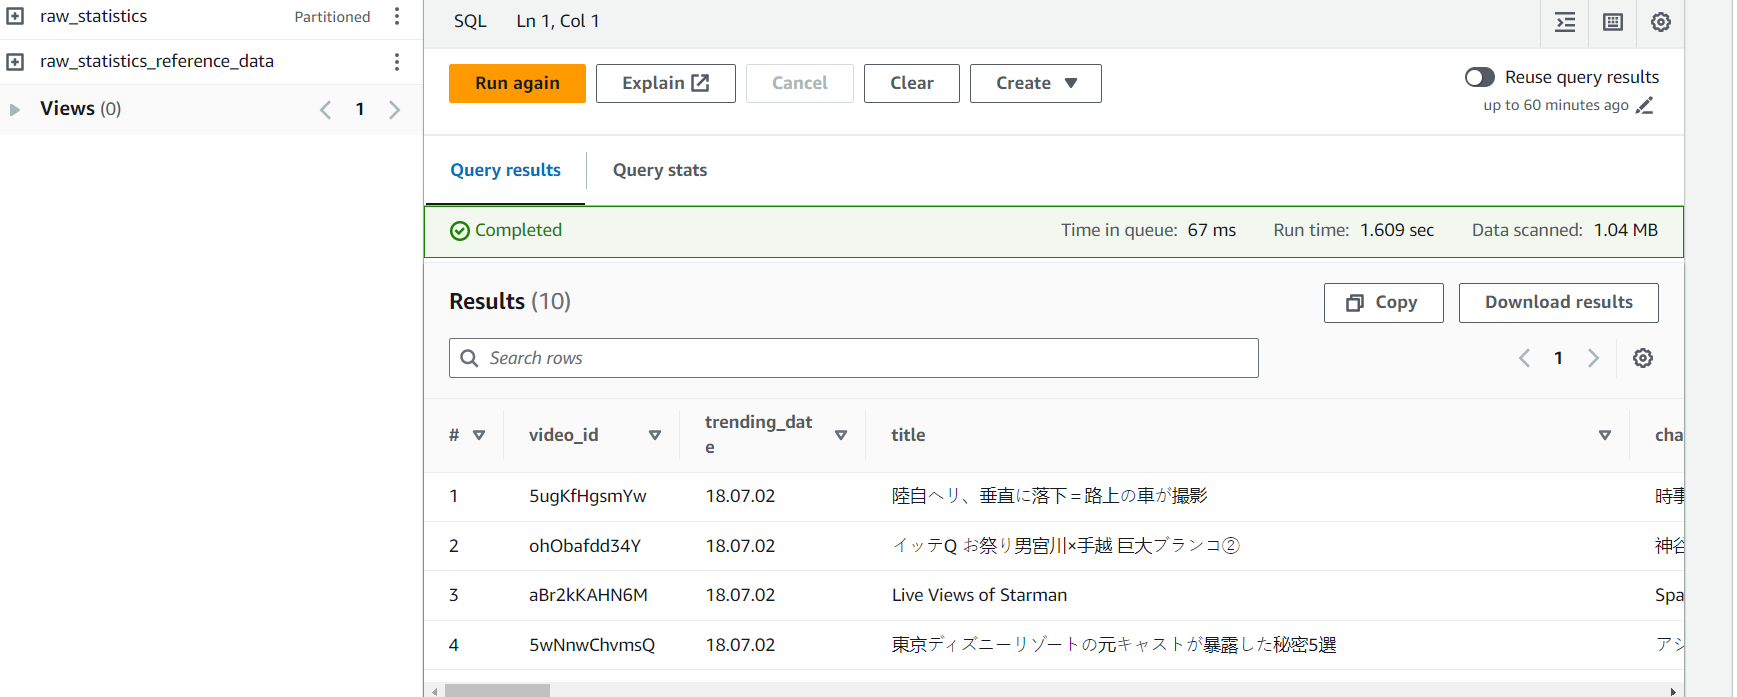 raw_statistics Partitioned
raw_statistics_reference_data
Views (0) 1
SQL Ln 1, Col 1
Run again Explain Cancel Clear Create
Reuse query results
up to 60 minutes ago
Query results Query stats
Completed Time in queue: 67 ms Run time: 1.609 sec Data scanned: 1.04 MB
Results (10) Copy Download results
Search rows 1
# video_id trending_dat
e title cha
1 5ugKfHgsmYw 18.07.02 陸自ヘリ、垂直に落下=路上の車が撮影 時事
2 ohObafdd34Y 18.07.02 イッテQ お祭り男宮川×手越 巨大ブランコ② 神谷
3 aBr2kKAHN6M 18.07.02 Live Views of Starman Spa
4 5wNnwChvmsQ 18.07.02 東京ディズニーリゾートの元キャストが暴露した秘密5選 アジ